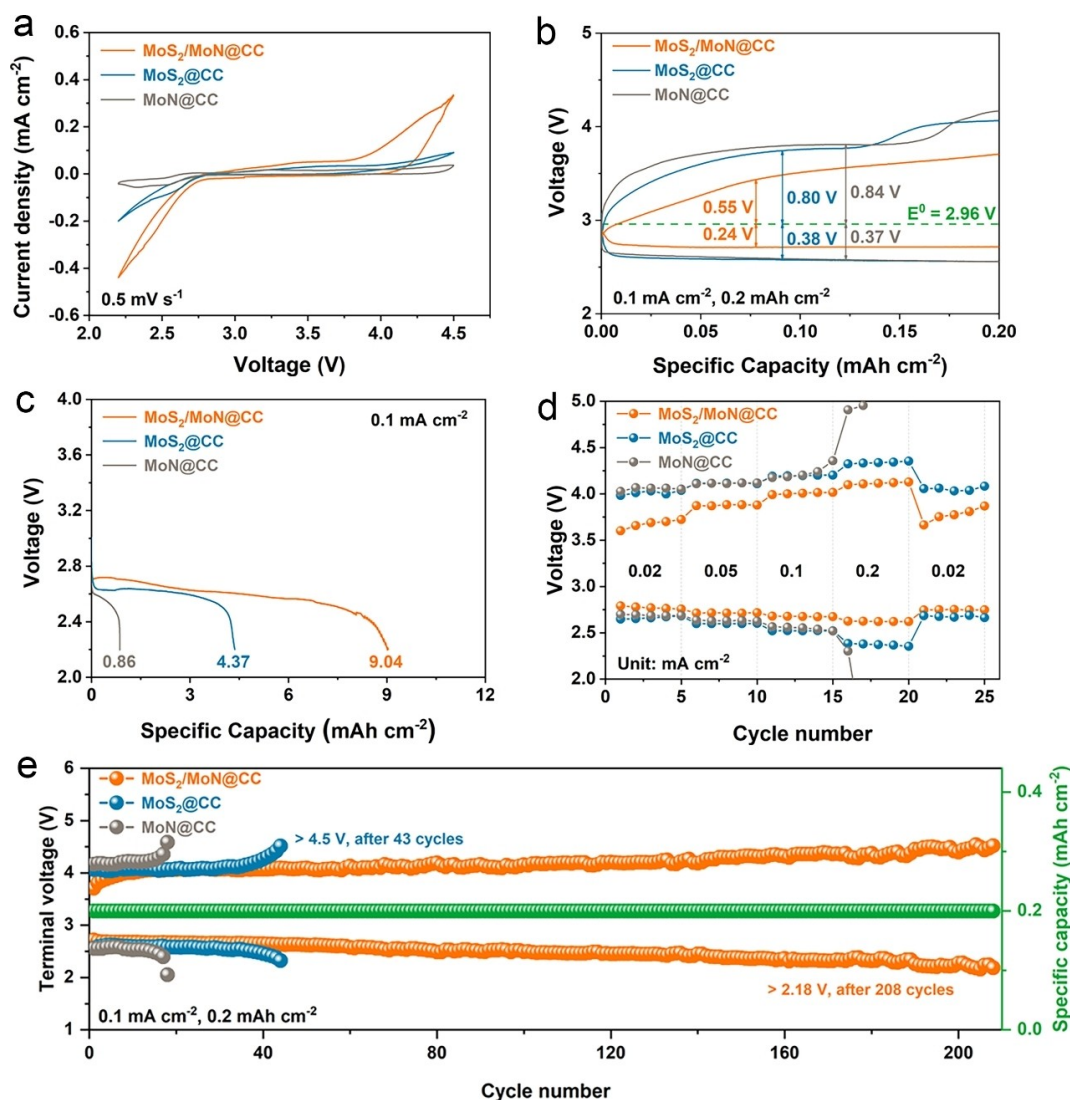 a
MoS₂/MoN@CC
MoS₂@CC
MoN@CC
0.5 mV s⁻¹
Current density (mA cm⁻²)
0.6
0.4
0.2
0.0
-0.2
-0.4
-0.6
2.0 2.5 3.0 3.5 4.0 4.5
Voltage (V)
b
MoS₂/MoN@CC
MoS₂@CC
MoN@CC
0.55 V
0.80 V
0.84 V
E⁰ = 2.96 V
0.24 V
0.38 V
0.37 V
0.1 mA cm⁻², 0.2 mAh cm⁻²
Voltage (V)
5
4
3
2
0.00 0.05 0.10 0.15 0.20
Specific Capacity (mAh cm⁻²)
c
MoS₂/MoN@CC
MoS₂@CC
MoN@CC
0.1 mA cm⁻²
0.86
4.37
9.04
Voltage (V)
4.0
3.6
3.2
2.8
2.4
2.0
0 3 6 9 12
Specific Capacity (mAh cm⁻²)
d
MoS₂/MoN@CC
MoS₂@CC
MoN@CC
0.02 0.05 0.1 0.2 0.02
Unit: mA cm⁻²
Voltage (V)
5.0
4.5
4.25
4.0
3.75
3.5
3.0
2.75
2.5
2.0
0 5 10 15 20 25
Cycle number
e
MoS₂/MoN@CC
MoS₂@CC
MoN@CC
> 4.5 V, after 43 cycles
> 2.18 V, after 208 cycles
0.1 mA cm⁻², 0.2 mAh cm⁻²
Terminal voltage (V)
6
5
4
3
2
1
0 40 80 120 160 200
Cycle number
0.4
0.2
0.0
Specific capacity (mAh cm⁻²)